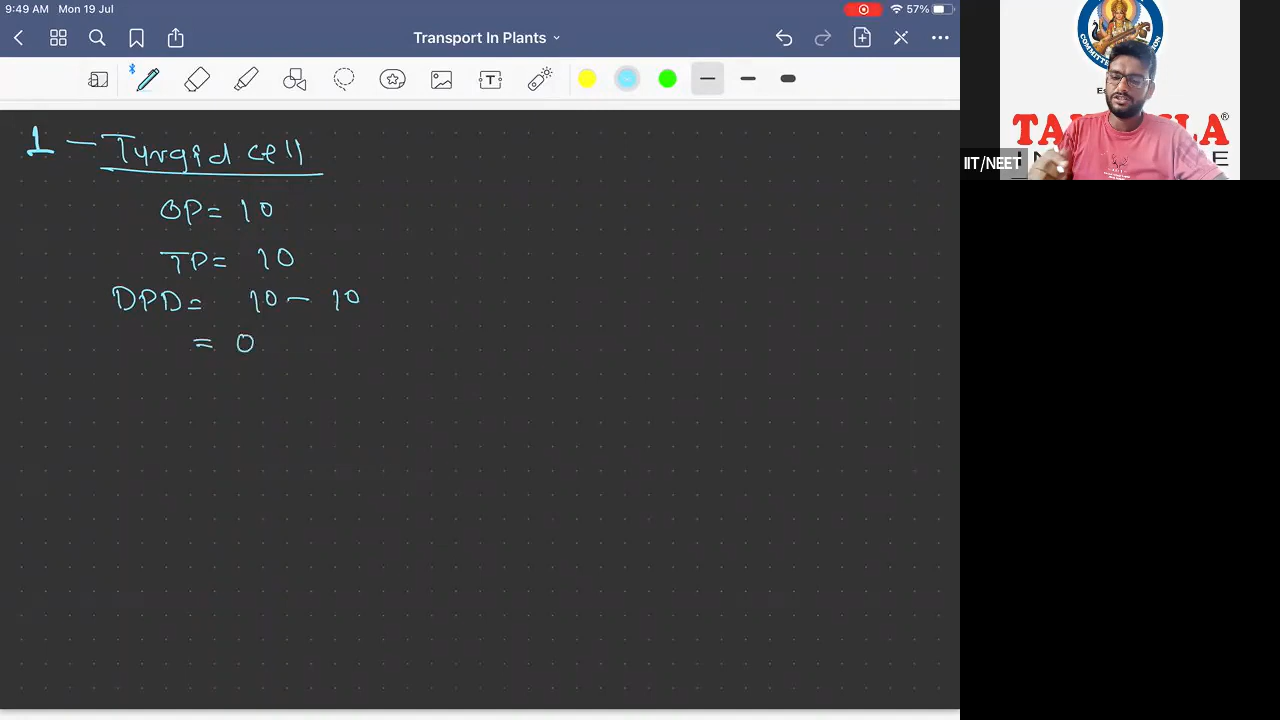 9:49 AM Mon 19 Jul
57%
Transport In Plants
1 - Turgid cell
OP = 10
TP = 10
DPD = 10 - 10
= 0
IIT/NEET